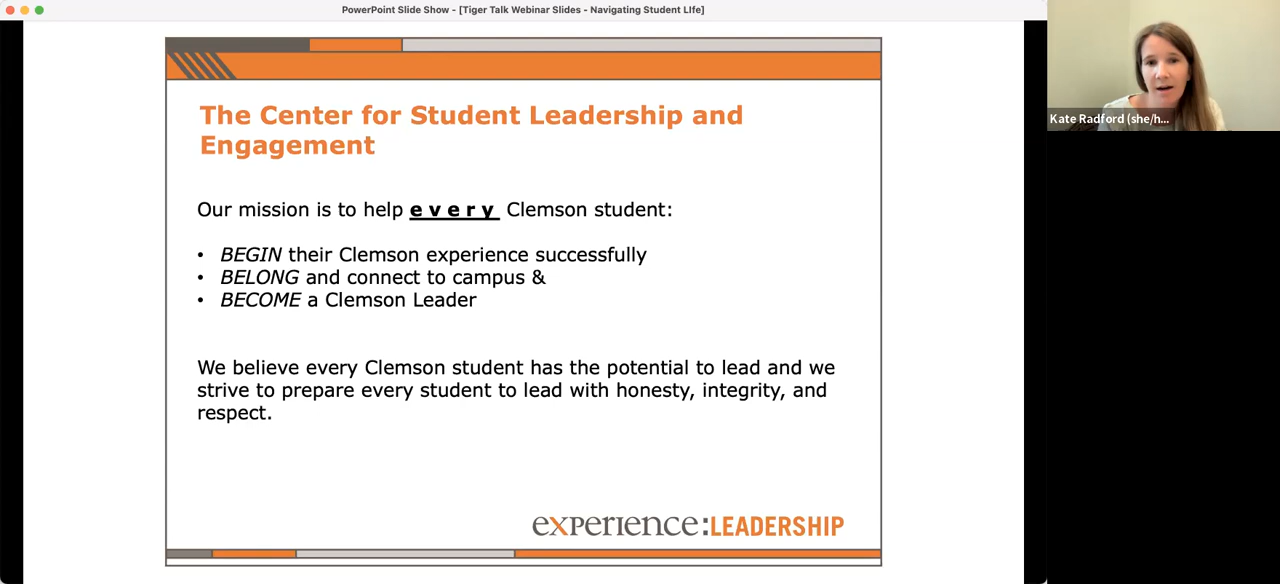 PowerPoint Slide Show - [Tiger Talk Webinar Slides - Navigating Student LIfe]
The Center for Student Leadership and
Engagement
Our mission is to help e v e r y Clemson student:
• BEGIN their Clemson experience successfully
• BELONG and connect to campus &
• BECOME a Clemson Leader
We believe every Clemson student has the potential to lead and we
strive to prepare every student to lead with honesty, integrity, and
respect.
experience:LEADERSHIP
Kate Radford (she/h...